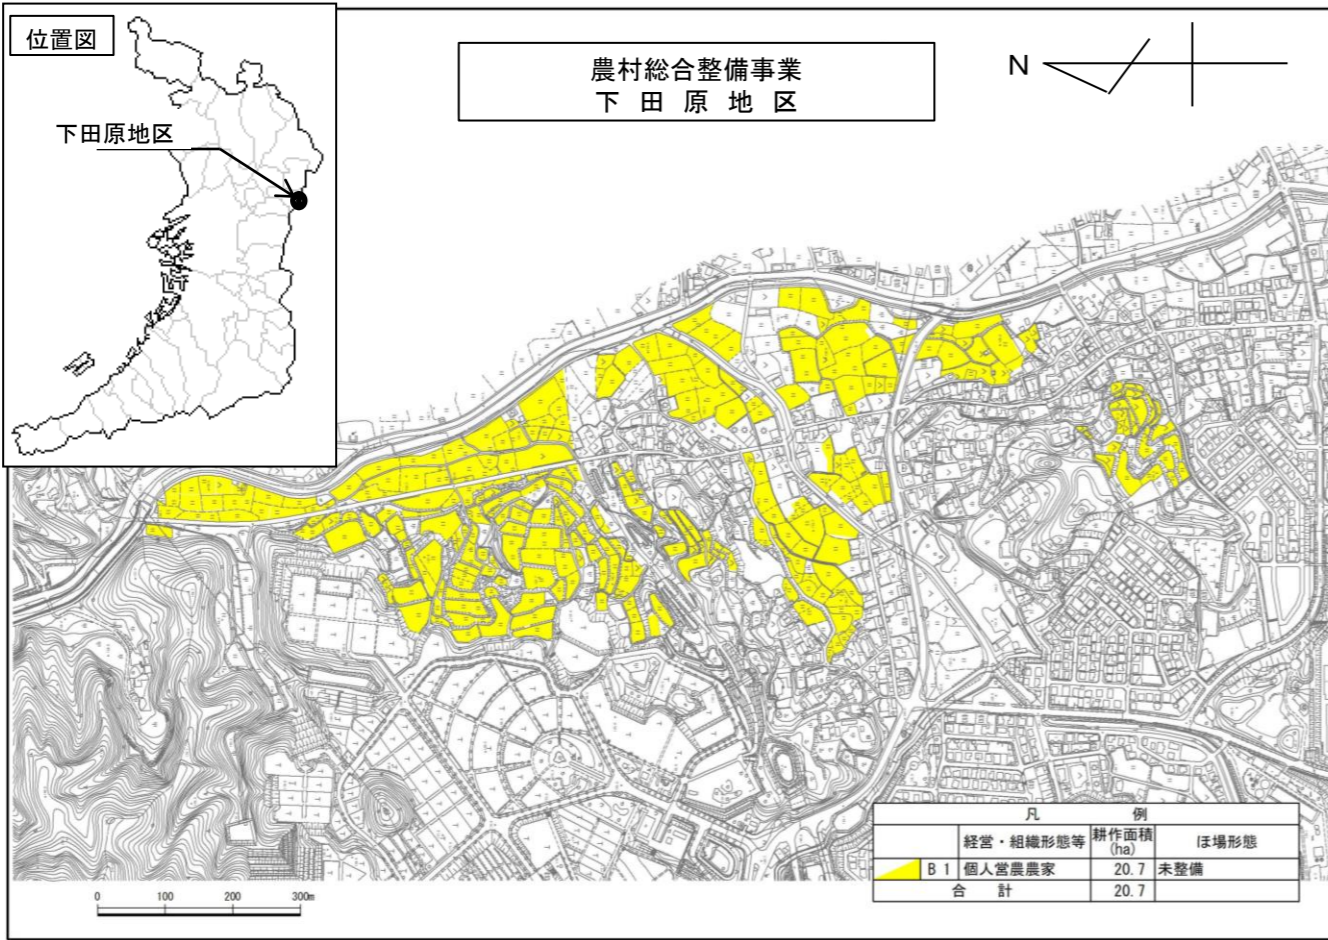 位置図
下田原地区
農村総合整備事業
下田原地区
N
凡 例
経営・組織形態等 耕作面積(ha) ほ場形態
B 1 個人営農農家 20.7 未整備
合 計 20.7
0 100 200 300m